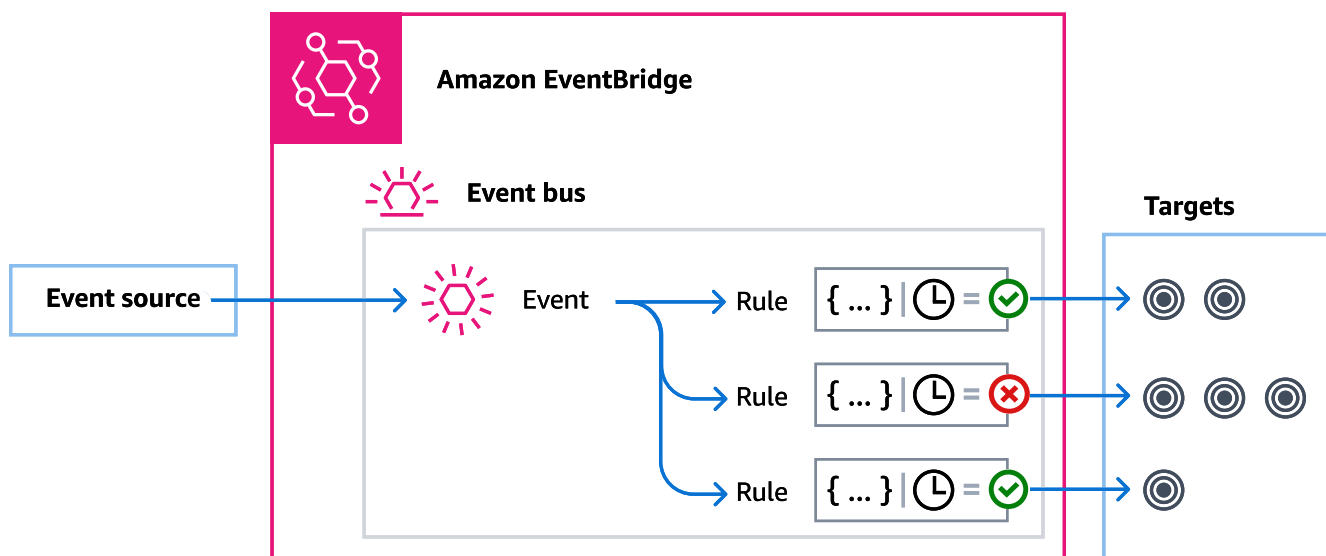 Amazon EventBridge
Event bus
Targets
Event source
Event
Rule { ... } | =
Rule { ... } | =
Rule { ... } | =